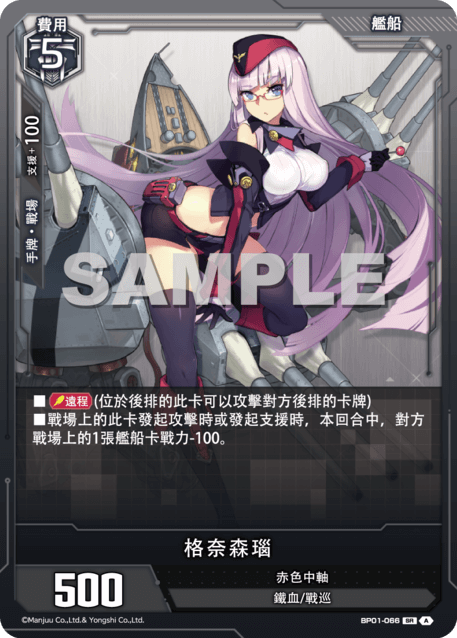 費用
5
艦船
支援+100
手牌・戰場
SAMPLE
■遠程(位於後排的此卡可以攻擊對方後排的卡牌)
■戰場上的此卡發起攻擊時或發起支援時，本回合中，對方
戰場上的1張艦船卡戰力-100。
格奈森瑙
500
赤色中軸
鐵血/戰巡
©Manjuu Co.,Ltd.& Yongshi Co.,Ltd.
BP01-066 BR A